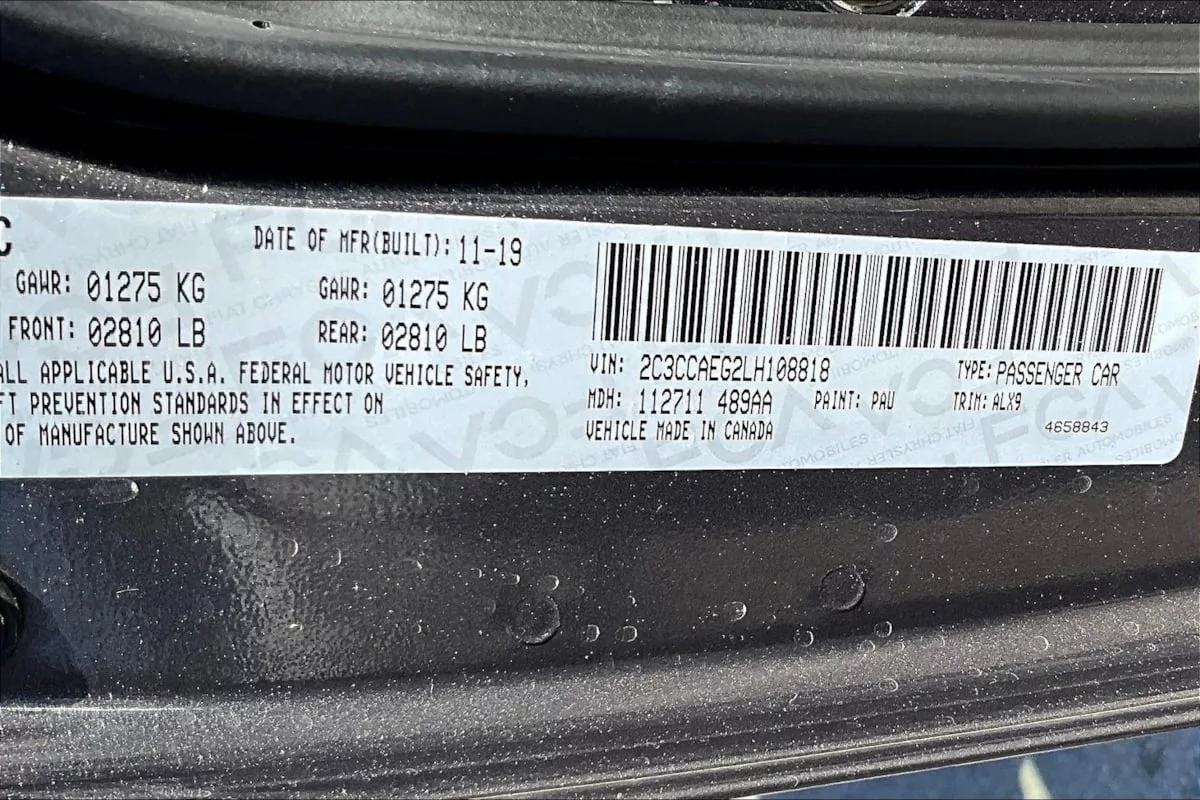 C
DATE OF MFR(BUILT): 11-19
GAWR: 01275 KG GAWR: 01275 KG
FRONT: 02810 LB REAR: 02810 LB
ALL APPLICABLE U.S.A. FEDERAL MOTOR VEHICLE SAFETY,
FT PREVENTION STANDARDS IN EFFECT ON
OF MANUFACTURE SHOWN ABOVE.
VIN: 2C3CCAEG2LH108818 TYPE: PASSENGER CAR
MDH: 112711 489AA PAINT: PAU TRIM: ALX9
VEHICLE MADE IN CANADA 4658843